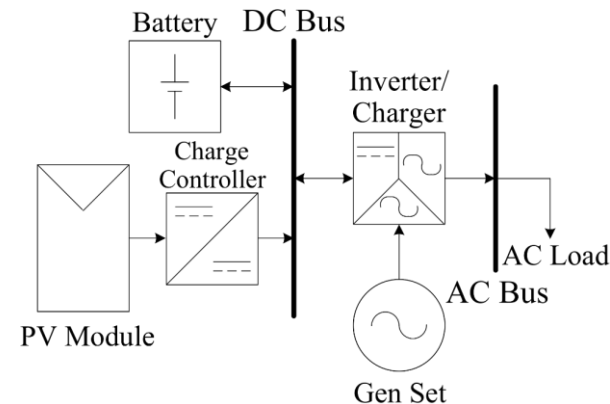 Battery
DC Bus
Inverter/
Charger
Charge
Controller
AC Load
AC Bus
PV Module
Gen Set